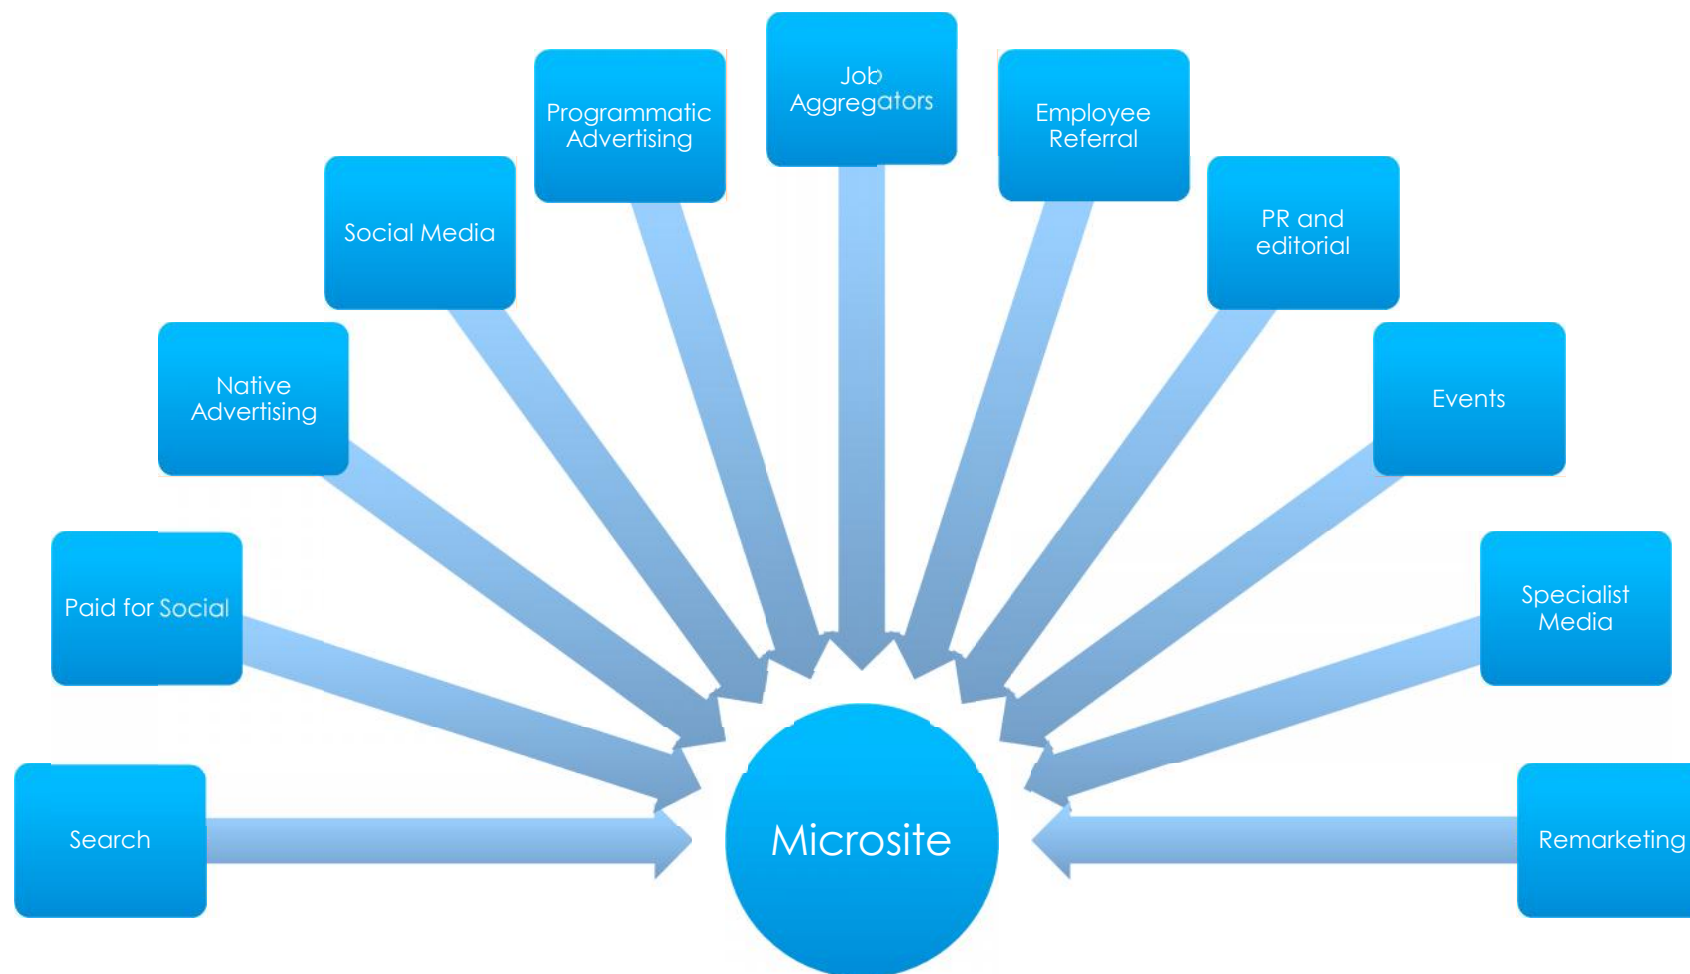 Job
Aggregators
Programmatic
Advertising
Employee
Referral
Social Media
PR and
editorial
Native
Advertising
Events
Paid for Social
Specialist
Media
Search
Microsite
Remarketing